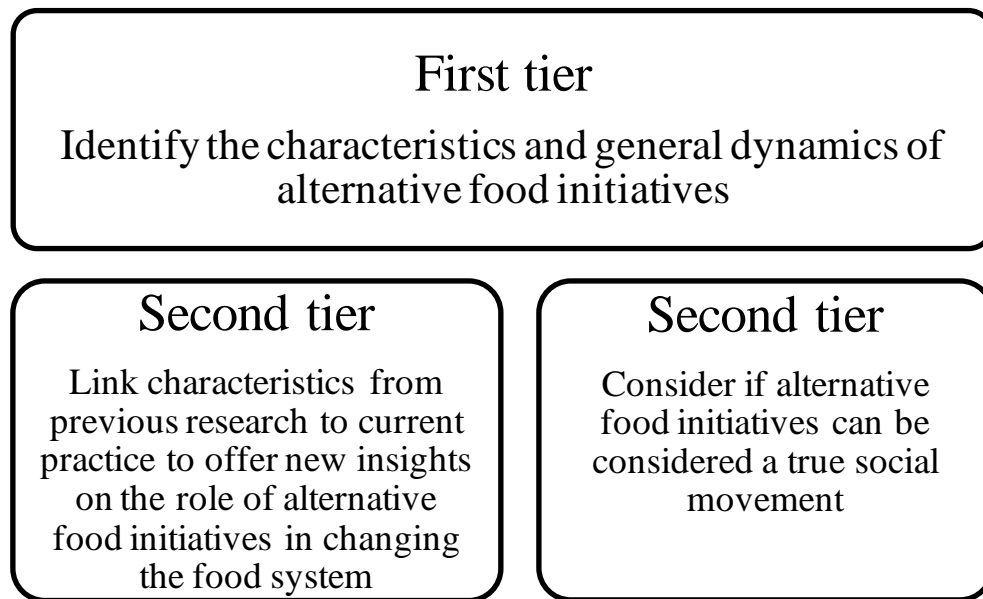 First tier
Identify the characteristics and general dynamics of
alternative food initiatives
Second tier
Link characteristics from
previous research to current
practice to offer new insights
on the role of alternative
food initiatives in changing
the food system
Second tier
Consider if alternative
food initiatives can be
considered a true social
movement